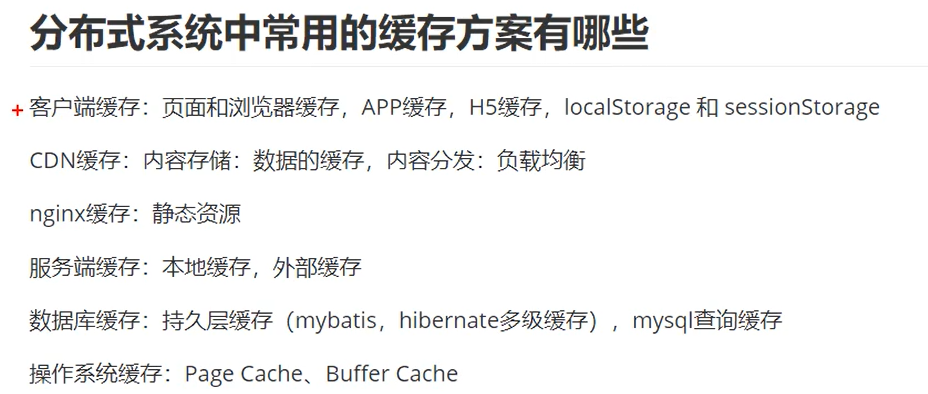 分布式系统中常用的缓存方案有哪些
客户端缓存：页面和浏览器缓存，APP缓存，H5缓存，localStorage 和 sessionStorage
CDN缓存：内容存储：数据的缓存，内容分发：负载均衡
nginx缓存：静态资源
服务端缓存：本地缓存，外部缓存
数据库缓存：持久层缓存（mybatis，hibernate多级缓存），mysql查询缓存
操作系统缓存：Page Cache、Buffer Cache